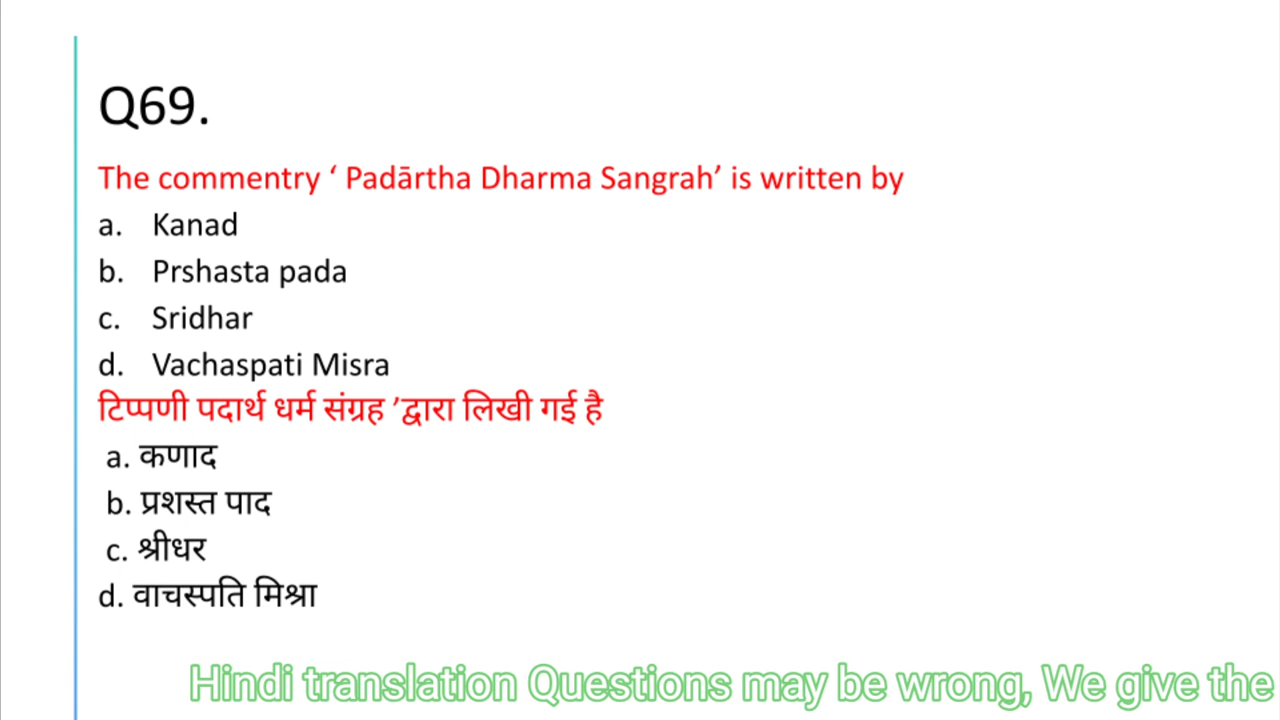 Q69.
The commentry ‘ Padārtha Dharma Sangrah’ is written by
a. Kanad
b. Prshasta pada
c. Sridhar
d. Vachaspati Misra
टिप्पणी पदार्थ धर्म संग्रह ’द्वारा लिखी गई है
a. कणाद
b. प्रशस्त पाद
c. श्रीधर
d. वाचस्पति मिश्रा
Hindi translation Questions may be wrong, We give the